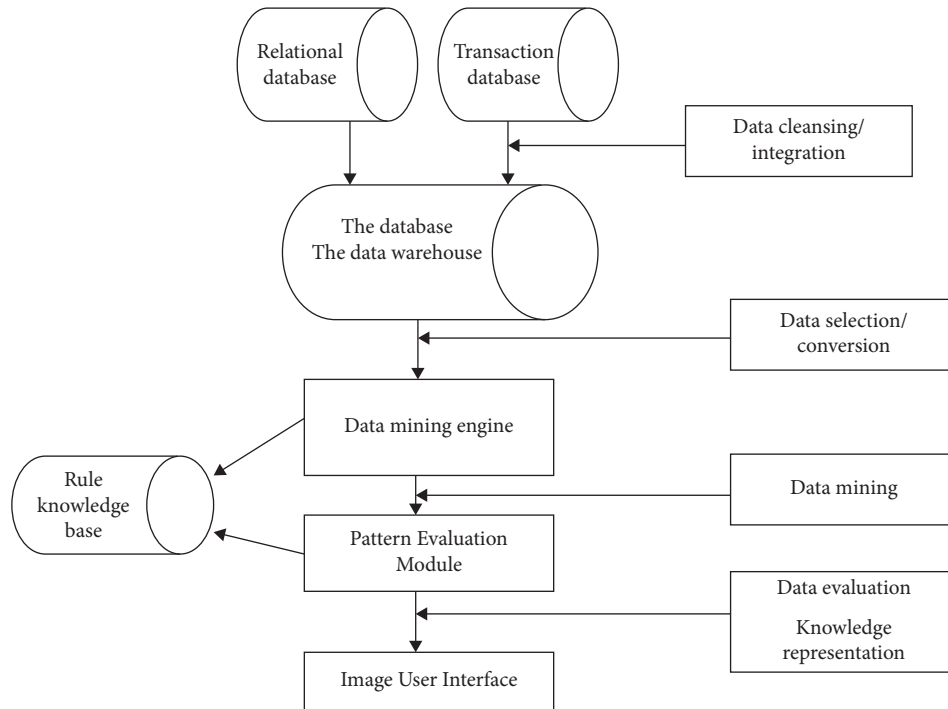 Relational
database
Transaction
database
Data cleansing/
integration
The database
The data warehouse
Data selection/
conversion
Data mining engine
Rule
knowledge
base
Data mining
Pattern Evaluation
Module
Data evaluation
Knowledge
representation
Image User Interface